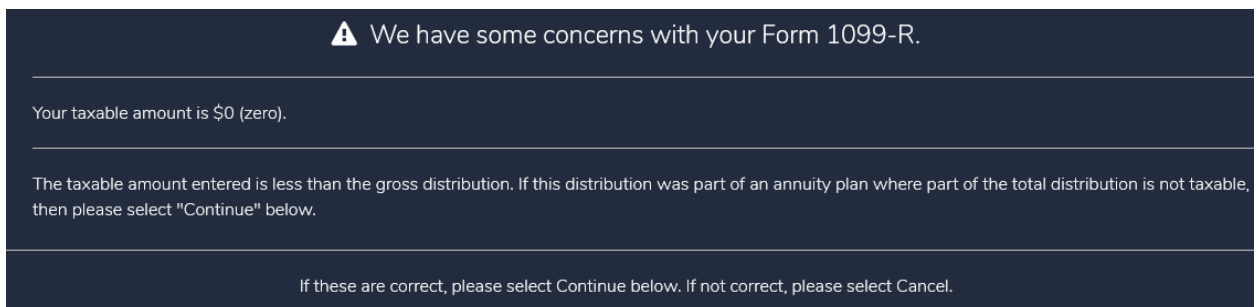 We have some concerns with your Form 1099-R.
Your taxable amount is $0 (zero).
The taxable amount entered is less than the gross distribution. If this distribution was part of an annuity plan where part of the total distribution is not taxable,
then please select "Continue" below.
If these are correct, please select Continue below. If not correct, please select Cancel.